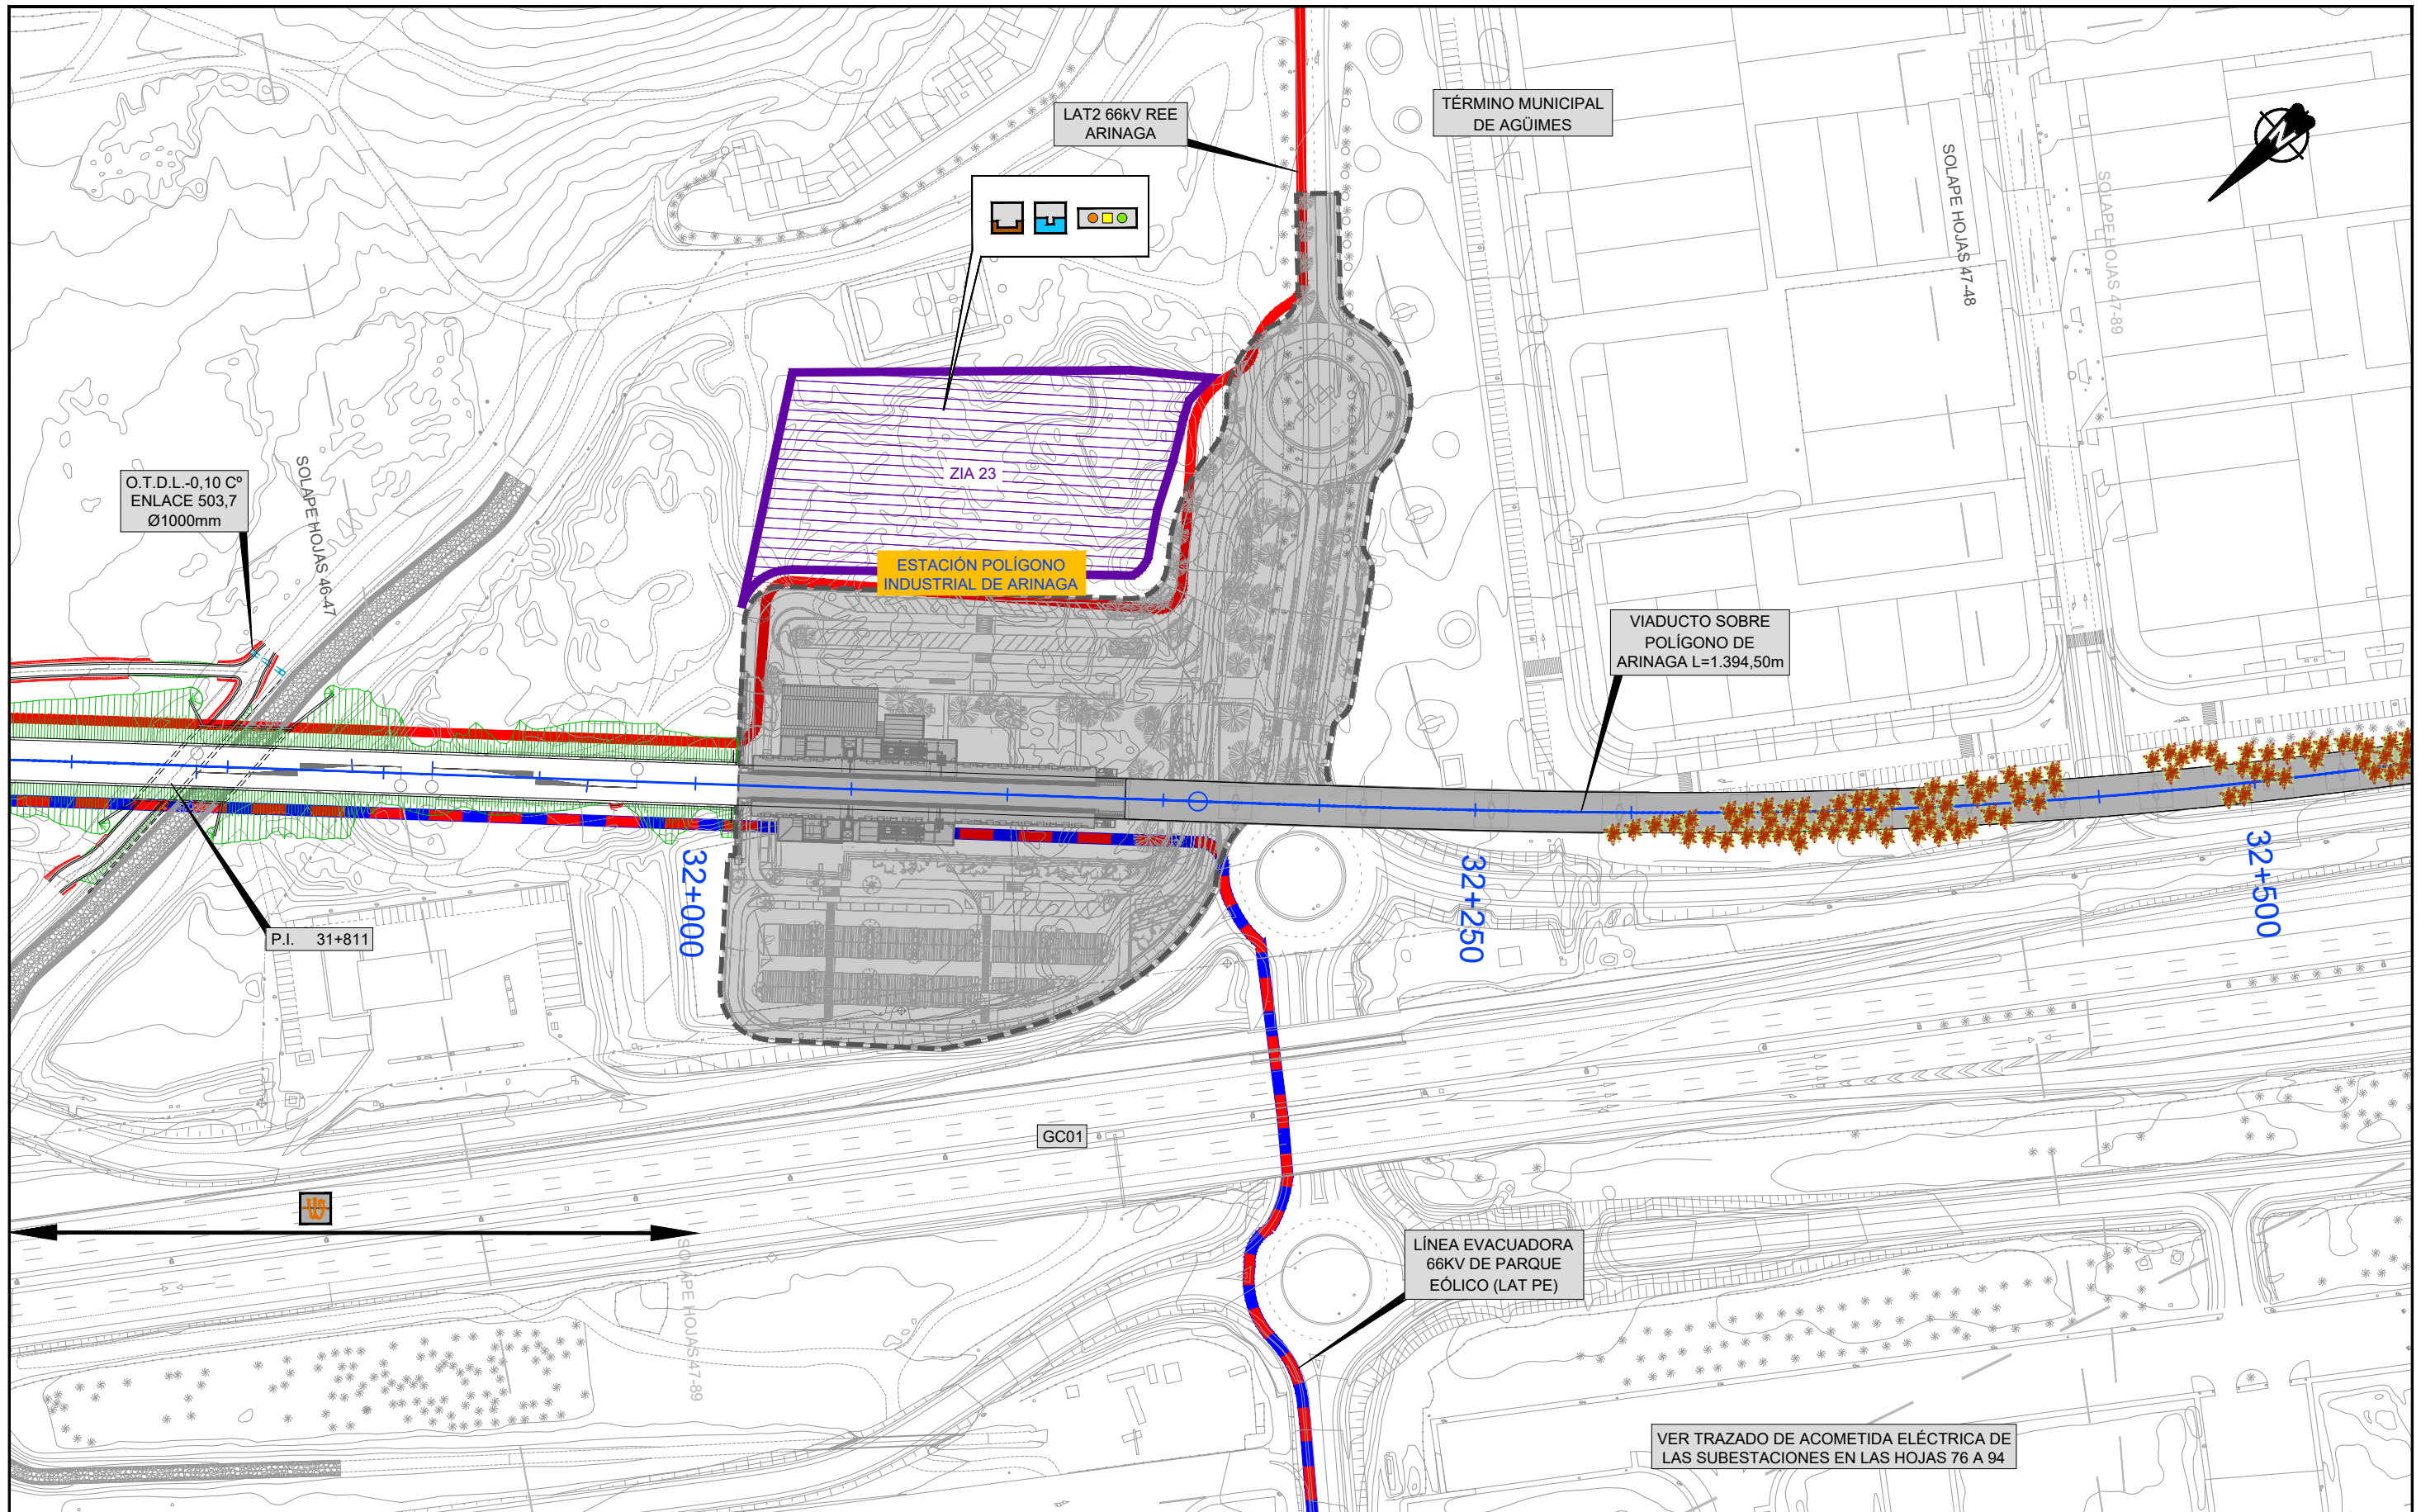 LAT2 66kV REE
ARINAGA
TÉRMINO MUNICIPAL
DE AGÜIMES
SOLAPE HOJAS 47-48
SOLAPE HOJAS 47-89
O.T.D.L.-0,10 Cº
ENLACE 503,7
Ø1000mm
SOLAPE HOJAS 46-47
ZIA 23
ESTACIÓN POLÍGONO
INDUSTRIAL DE ARINAGA
VIADUCTO SOBRE
POLÍGONO DE
ARINAGA L=1.394,50m
32+000
32+250
32+500
P.I. 31+811
GC01
SOLAPE HOJAS 47-89
LÍNEA EVACUADORA
66KV DE PARQUE
EÓLICO (LAT PE)
VER TRAZADO DE ACOMETIDA ELÉCTRICA DE
LAS SUBESTACIONES EN LAS HOJAS 76 A 94